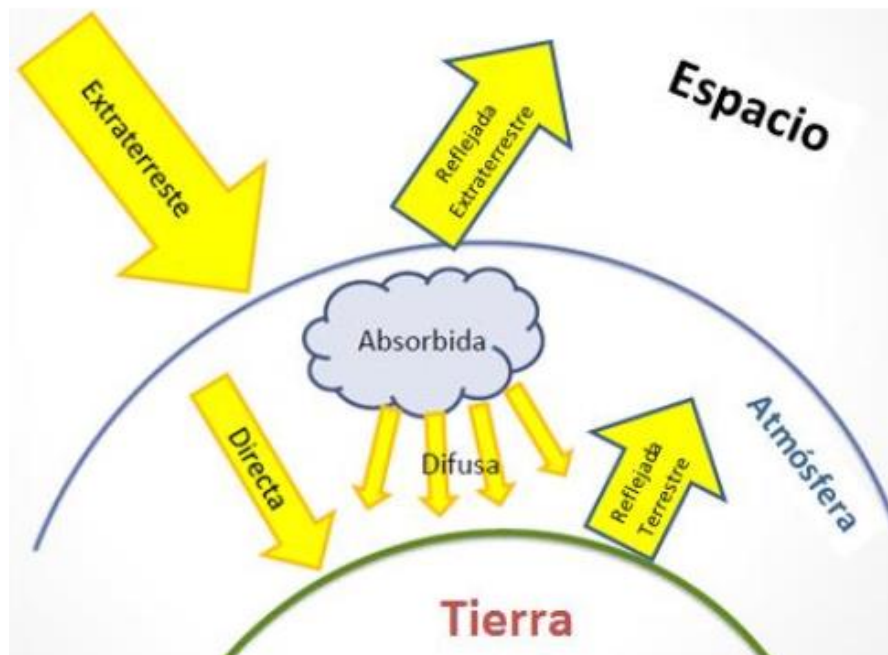 Extraterreste
Reflejada
Extraterrestre
Espacio
Absorbida
Directa
Difusa
Reflejada
Terrestre
Atmósfera
Tierra